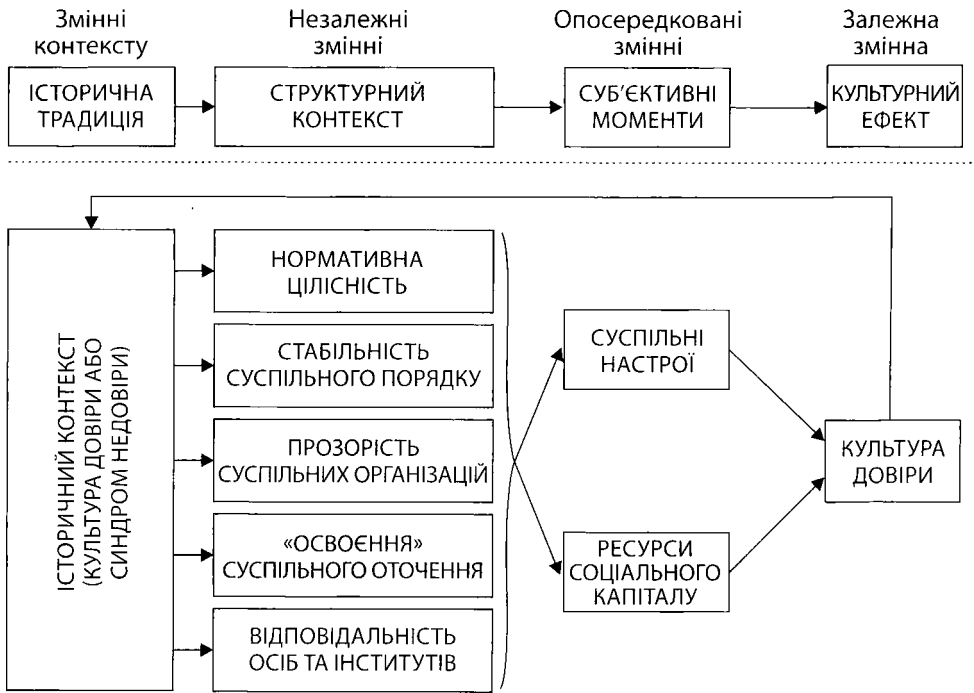 Змінні
контексту
Незалежні
змінні
Опосередковані
змінні
Залежна
змінна
ІСТОРИЧНА
ТРАДИЦІЯ
СТРУКТУРНИЙ
КОНТЕКСТ
СУБ'ЄКТИВНІ
МОМЕНТИ
КУЛЬТУРНИЙ
ЕФЕКТ
ІСТОРИЧНИЙ КОНТЕКСТ
(КУЛЬТУРА ДОВІРИ АБО
СИНДРОМ НЕДОВІРИ)
НОРМАТИВНА
ЦІЛІСНІСТЬ
СТАБІЛЬНІСТЬ
СУСПІЛЬНОГО ПОРЯДКУ
ПРОЗОРІСТЬ
СУСПІЛЬНИХ ОРГАНІЗАЦІЙ
«ОСВОЄННЯ»
СУСПІЛЬНОГО ОТОЧЕННЯ
ВІДПОВІДАЛЬНІСТЬ
ОСІБ ТА ІНСТИТУТІВ
СУСПІЛЬНІ
НАСТРОЇ
РЕСУРСИ
СОЦІАЛЬНОГО
КАПІТАЛУ
КУЛЬТУРА
ДОВІРИ